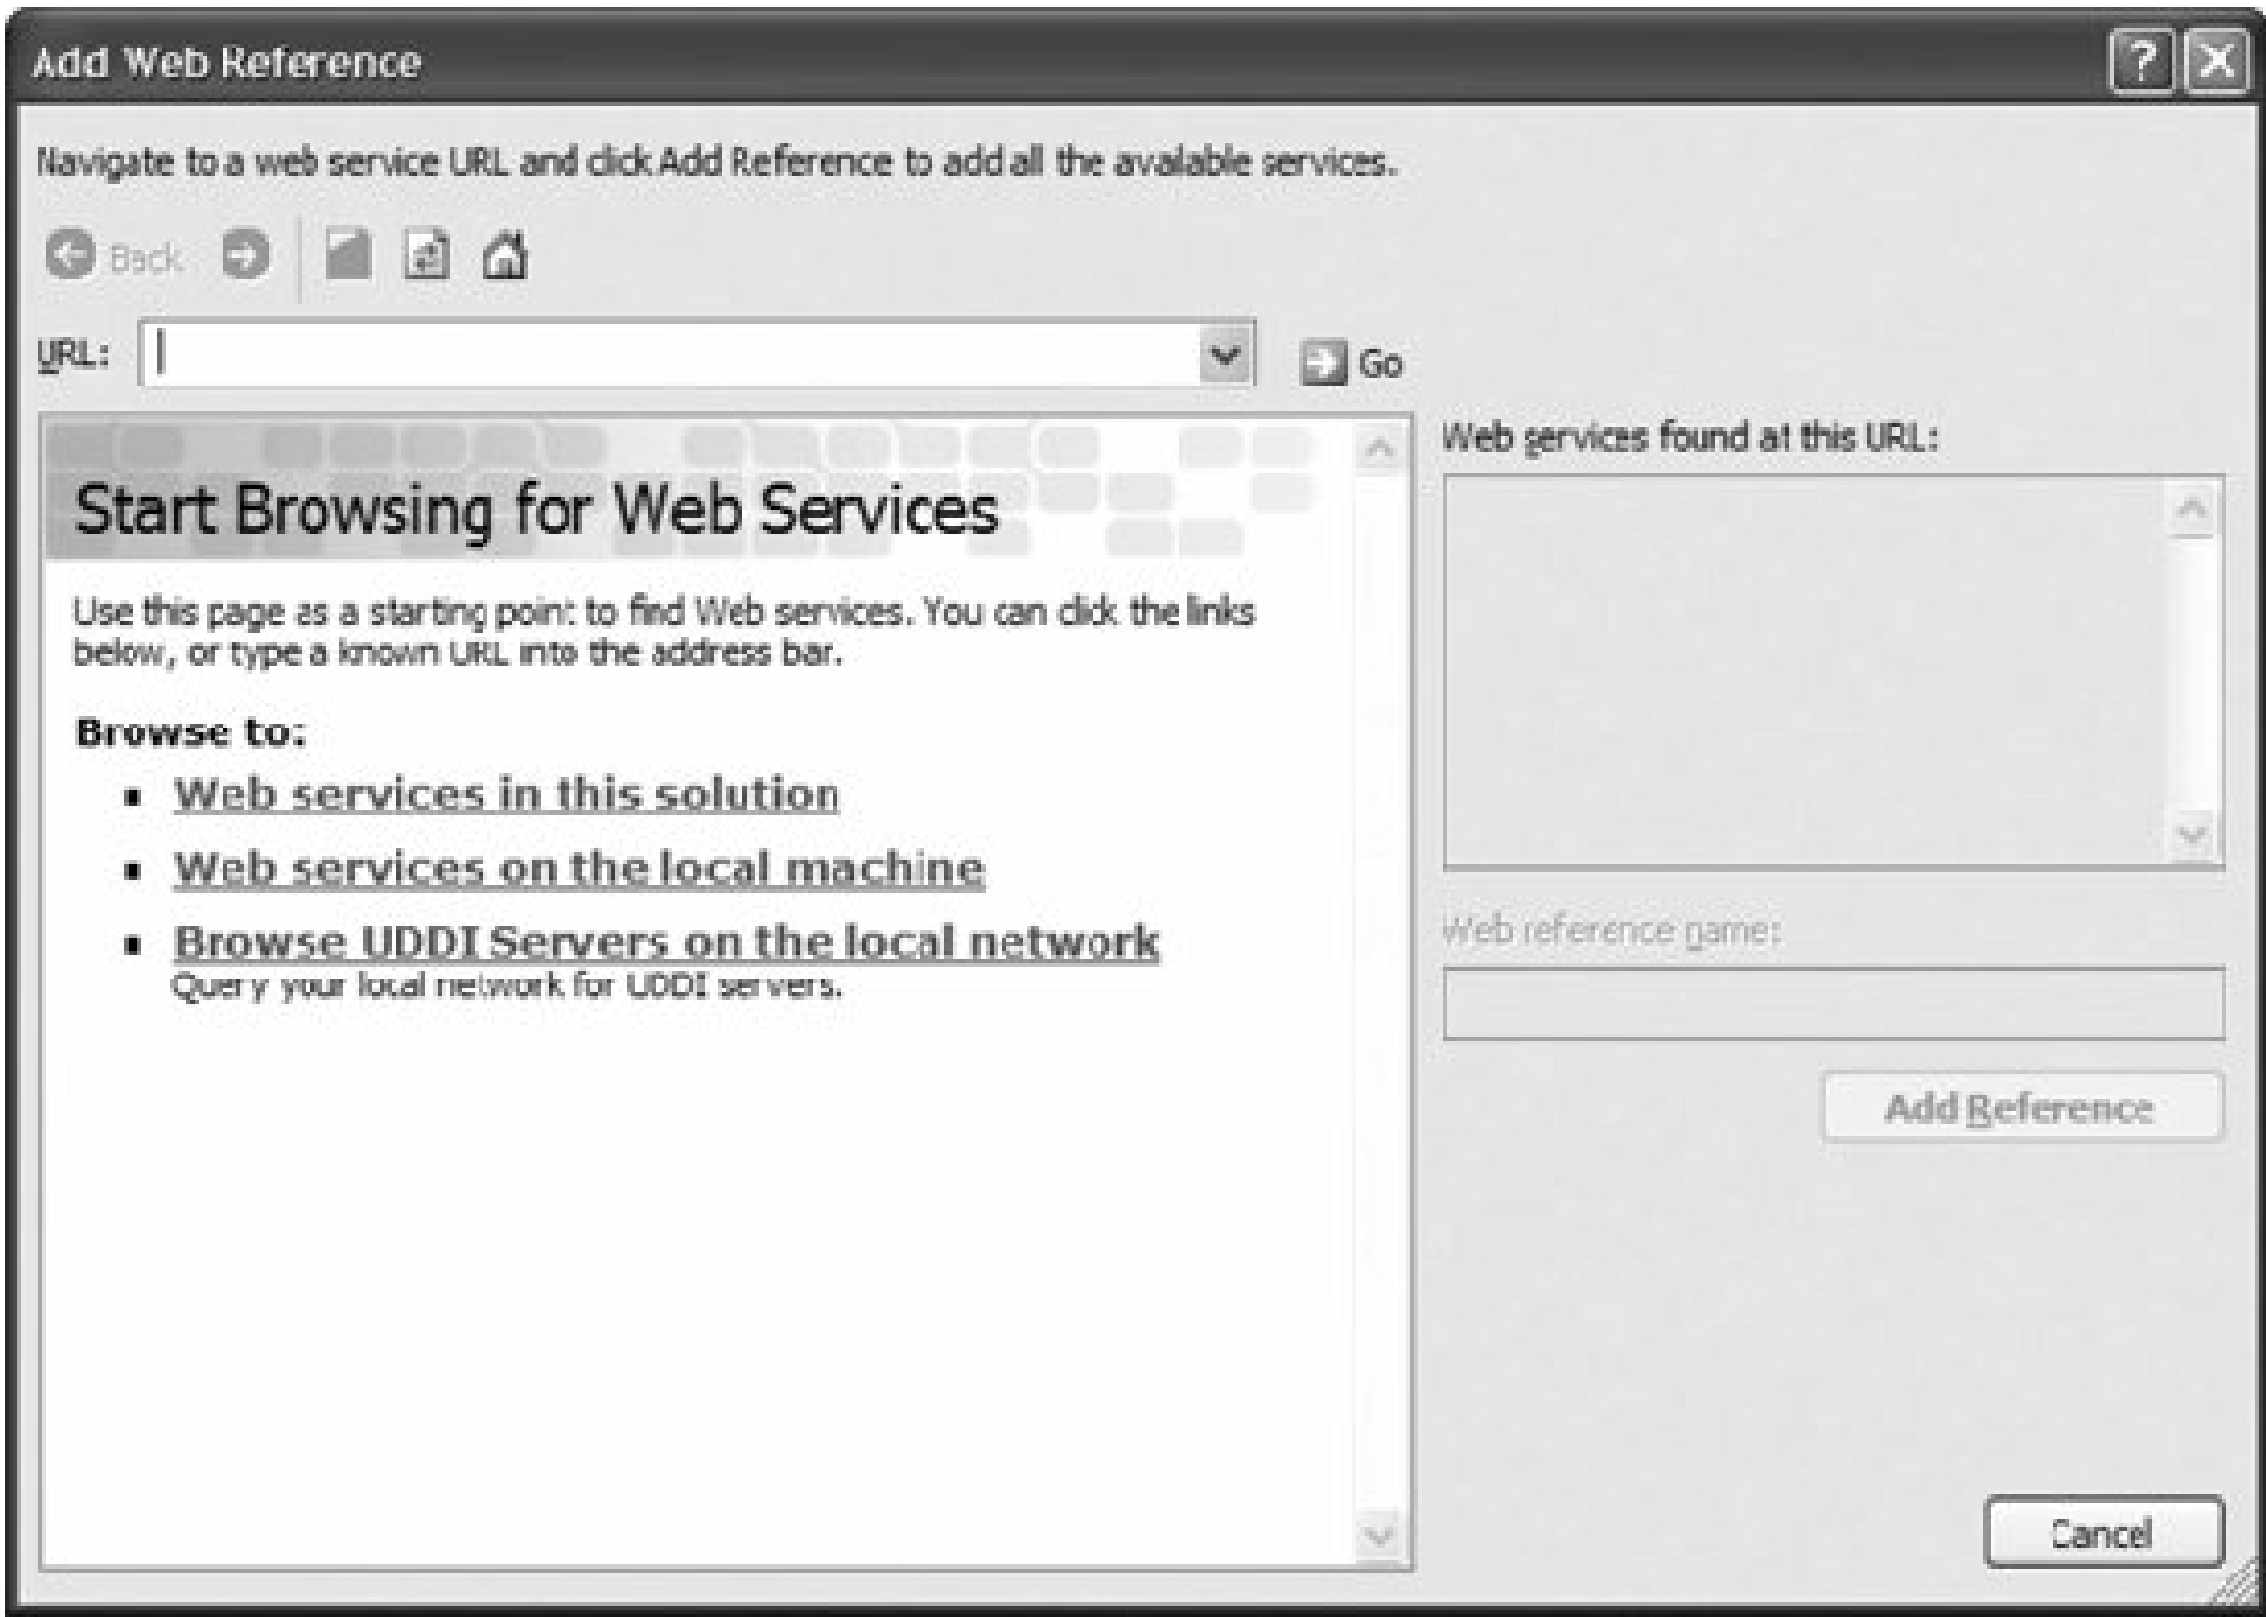 Add Web Reference
Navigate to a web service URL and click Add Reference to add all the available services.
Back
URL:
Go
Start Browsing for Web Services
Use this page as a starting point to find Web services. You can click the links
below, or type a known URL into the address bar.
Browse to:
Web services in this solution
Web services on the local machine
Browse UDDI Servers on the local network
Query your local network for UDDI servers.
Web services found at this URL:
Web reference name:
Add Reference
Cancel